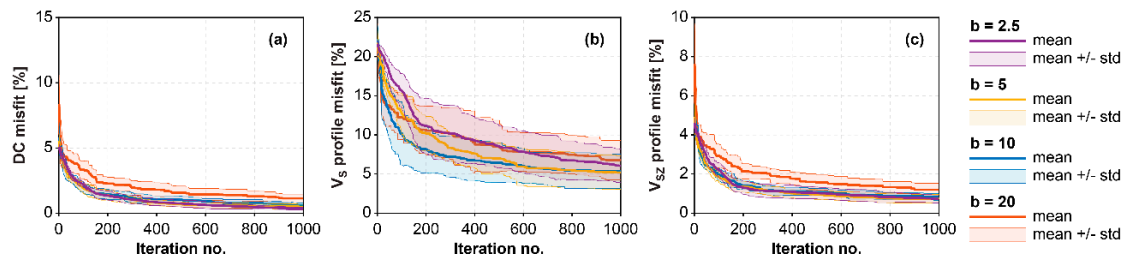 DC misfit [%]
15
10
5
0
(a)
0 200 400 600 800 1000
Iteration no.
VS profile misfit [%]
25
20
15
10
5
0
(b)
0 200 400 600 800 1000
Iteration no.
VSZ profile misfit [%]
10
8
6
4
2
0
(c)
0 200 400 600 800 1000
Iteration no.
b = 2.5
mean
mean +/- std
b = 5
mean
mean +/- std
b = 10
mean
mean +/- std
b = 20
mean
mean +/- std